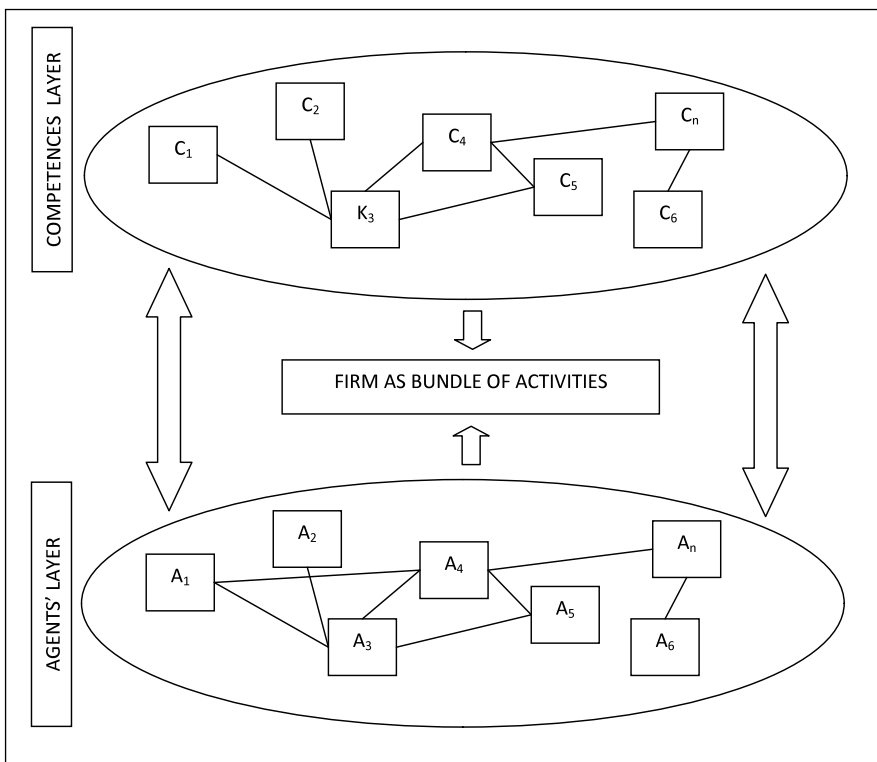 COMPETENCES LAYER
C1
C2
C4
Cn
K3
C5
C6
FIRM AS BUNDLE OF ACTIVITIES
AGENTS’ LAYER
A1
A2
A4
An
A3
A5
A6